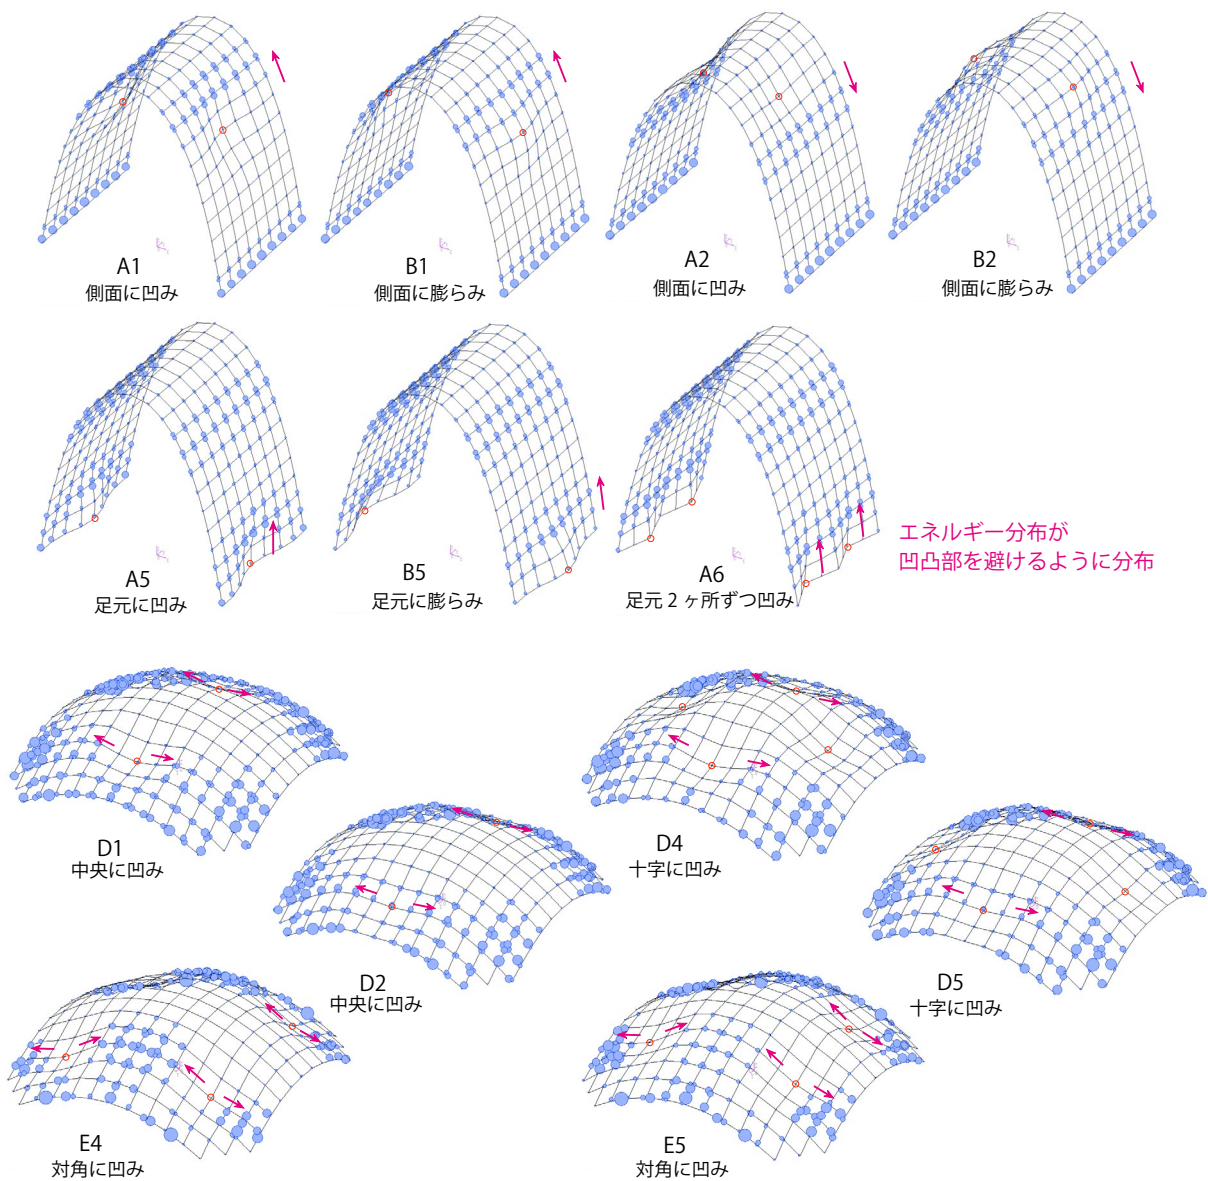 A1
側面に凹み
B1
側面に膨らみ
A2
側面に凹み
B2
側面に膨らみ
A5
足元に凹み
B5
足元に膨らみ
A6
足元 2 ヶ所ずつ凹み
エネルギー分布が
凹凸部を避けるように分布
D1
中央に凹み
D4
十字に凹み
D2
中央に凹み
D5
十字に凹み
E4
対角に凹み
E5
対角に凹み